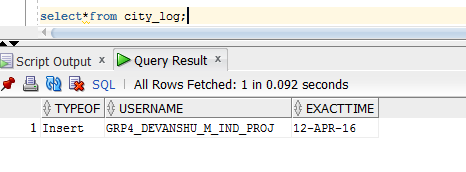 select*from city_log;
Script Output x Query Result x
SQL | All Rows Fetched: 1 in 0.092 seconds
TYPEOF USERNAME EXACTTIME
1 Insert GRP4_DEVANSHU_M_IND_PROJ 12-APR-16